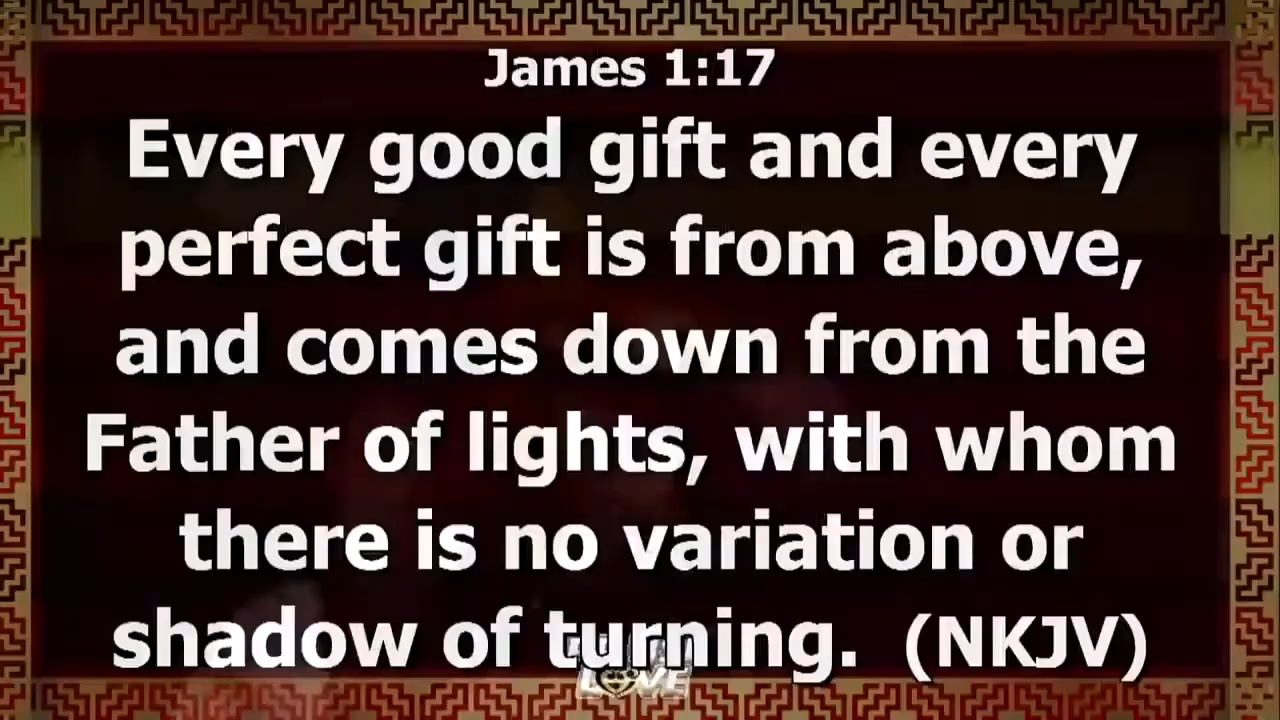 James 1:17
Every good gift and every
perfect gift is from above,
and comes down from the
Father of lights, with whom
there is no variation or
shadow of turning.  (NKJV)
LOVE